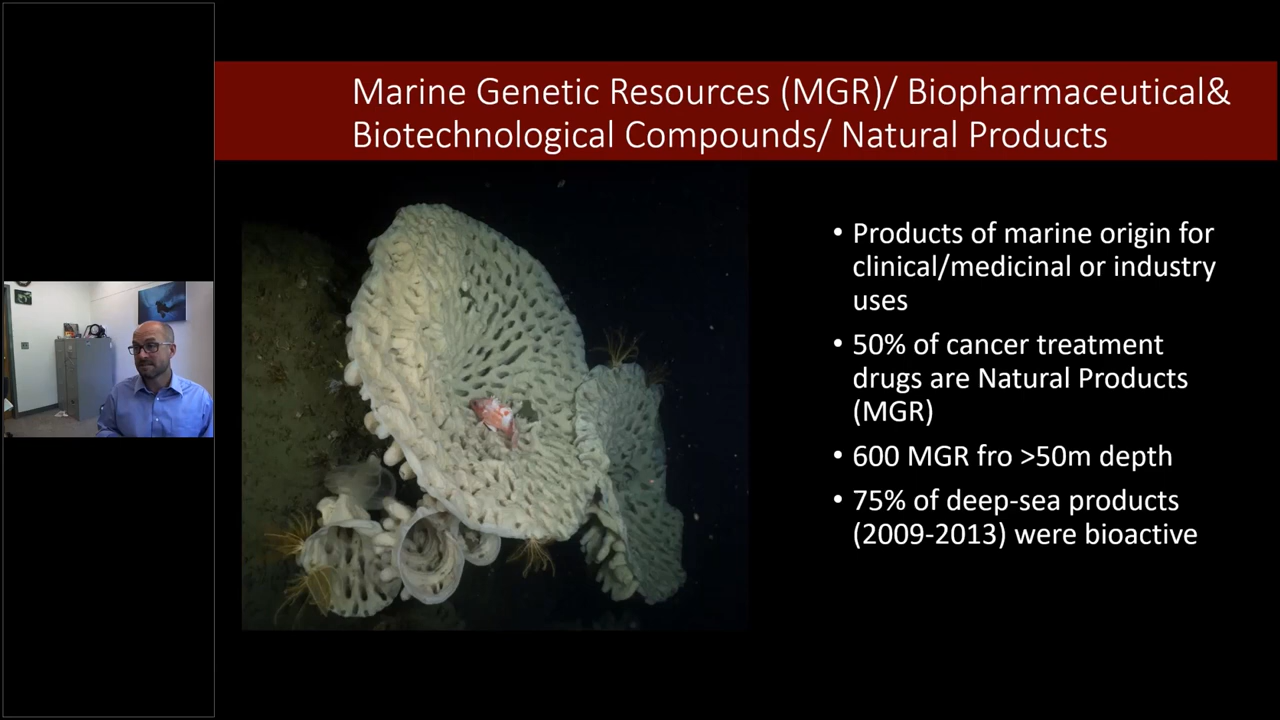 Marine Genetic Resources (MGR)/ Biopharmaceutical&
Biotechnological Compounds/ Natural Products
• Products of marine origin for
clinical/medicinal or industry
uses
• 50% of cancer treatment
drugs are Natural Products
(MGR)
• 600 MGR fro >50m depth
• 75% of deep-sea products
(2009-2013) were bioactive